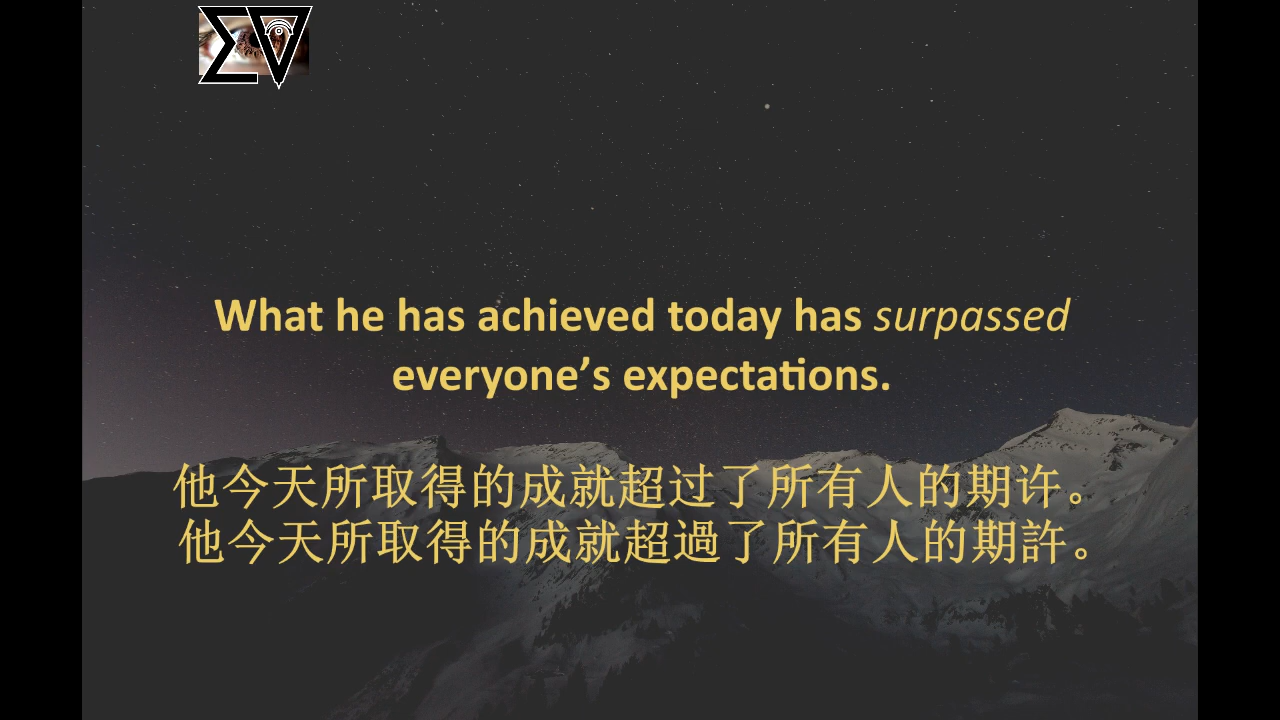 What he has achieved today has surpassed
everyone’s expectations.
他今天所取得的成就超过了所有人的期许。
他今天所取得的成就超過了所有人的期許。